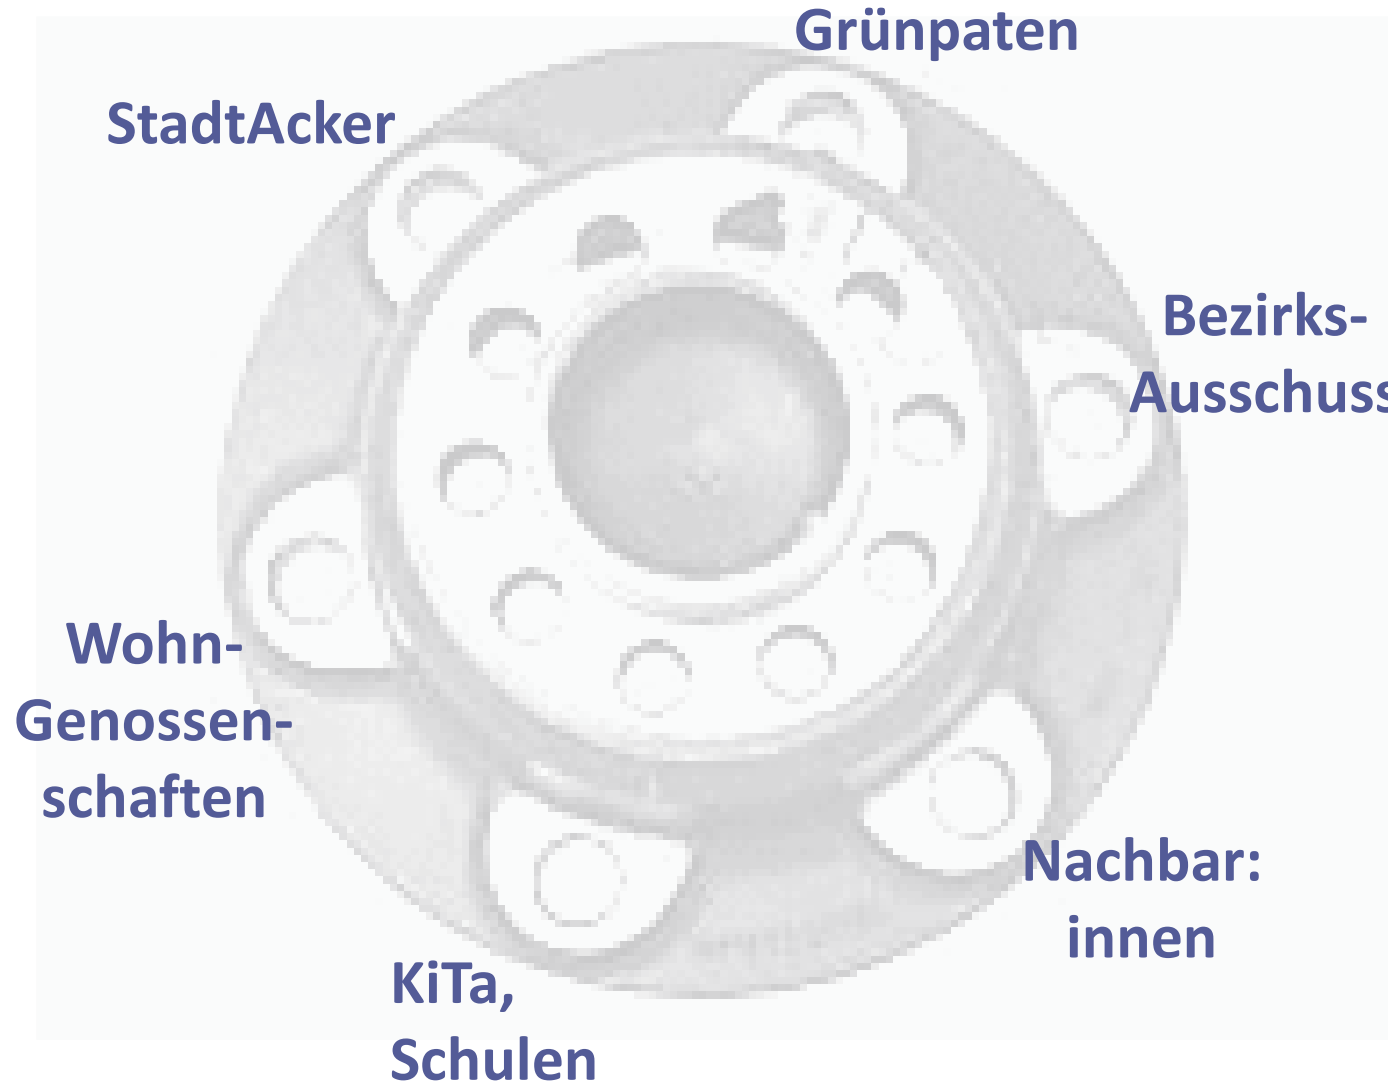 Grünpaten
StadtAcker
Bezirks-
Ausschuss
Wohn-
Genossen-
schaften
Nachbar:
innen
KiTa,
Schulen